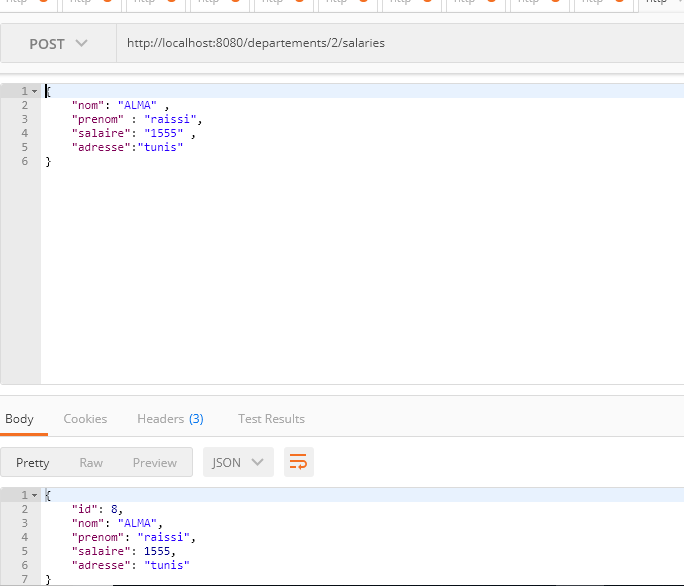 POST
http://localhost:8080/departements/2/salaries
1 {
2 "nom": "ALMA" ,
3 "prenom" : "raissi",
4 "salaire": "1555" ,
5 "adresse":"tunis"
6 }
Body Cookies Headers (3) Test Results
Pretty Raw Preview JSON
1 {
2 "id": 8,
3 "nom": "ALMA",
4 "prenom": "raissi",
5 "salaire": 1555,
6 "adresse": "tunis"
7 }